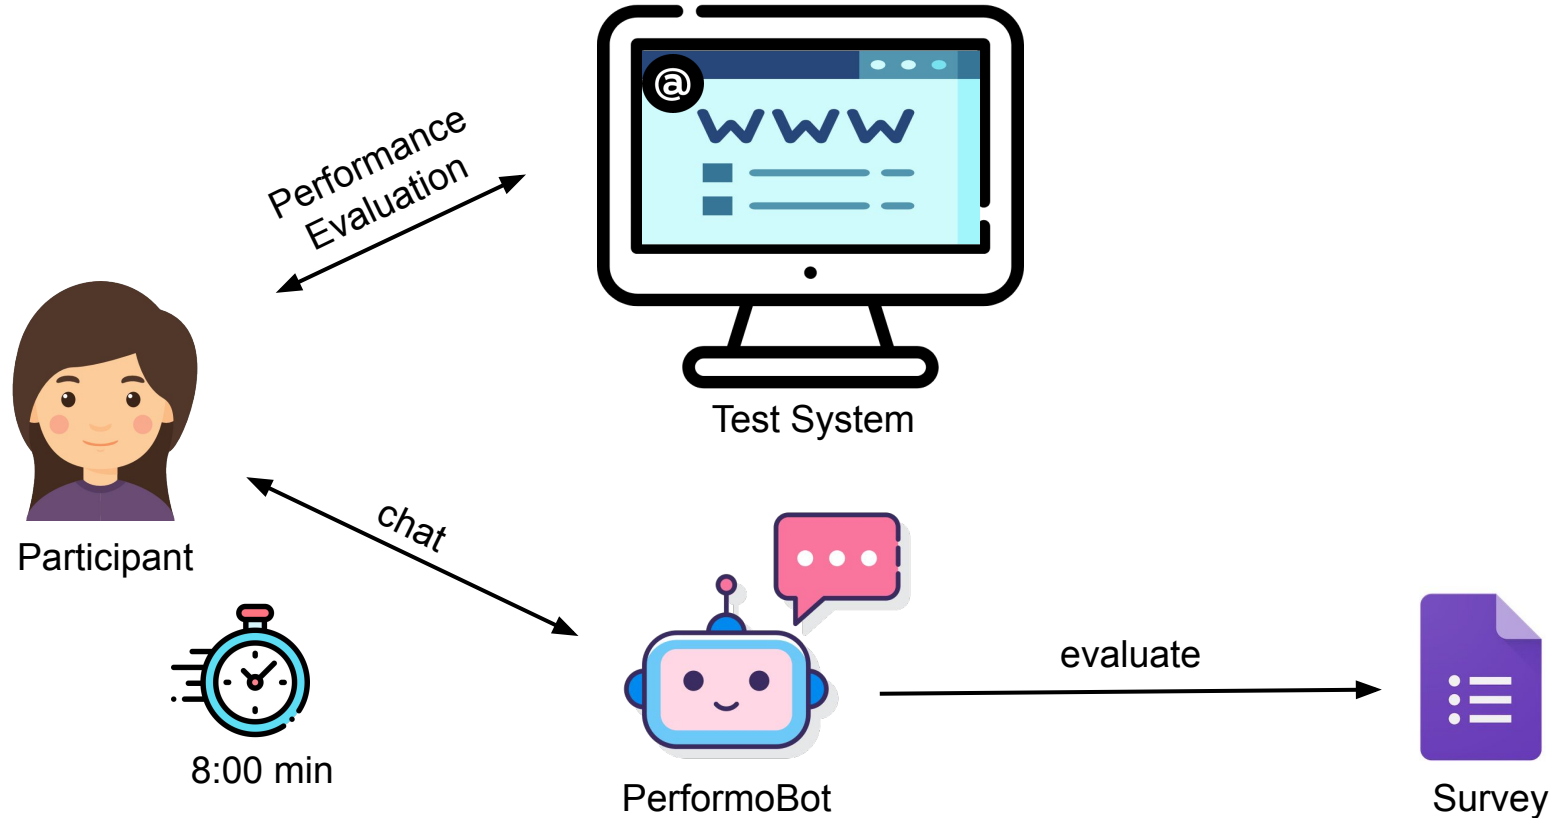 @
WWW
Performance
Evaluation
Test System
chat
Participant
evaluate
8:00 min
PerformoBot
Survey